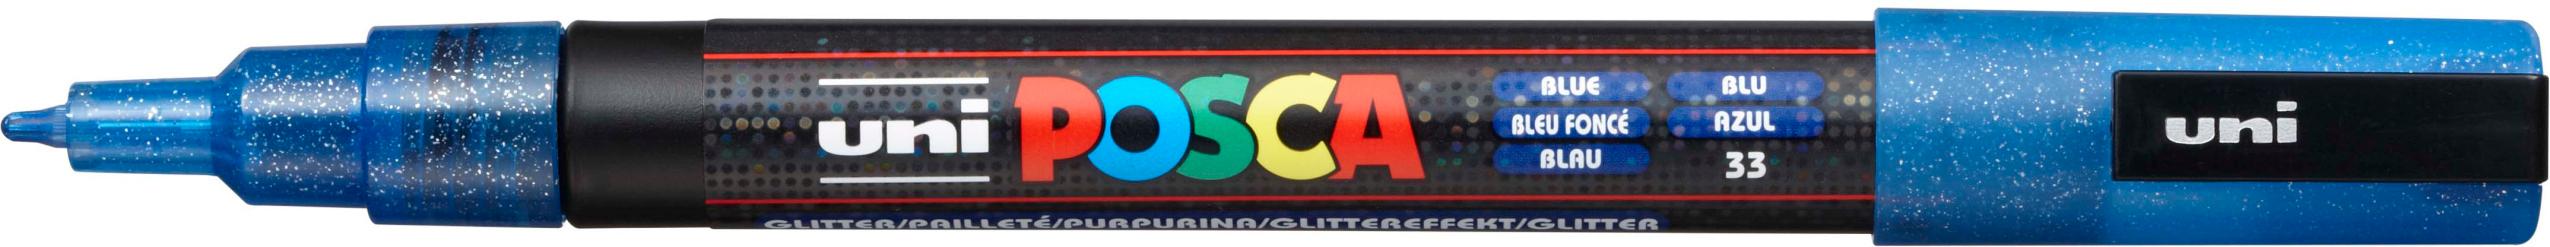 uni POSCA
BLUE
BLEU FONCÉ
BLAU
BLU
AZUL
33
GLITTER/PAILLETÉ/PURPURINA/GLITTEREFFEKT/GLITTER
uni